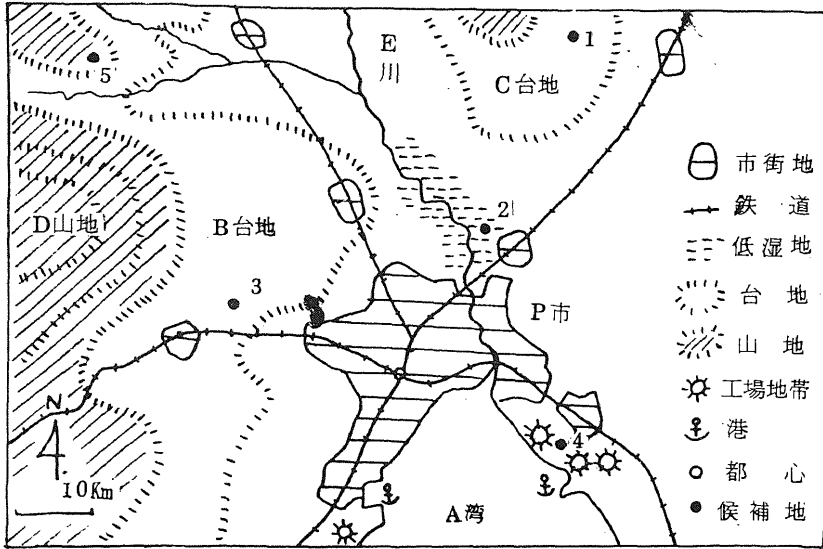 E
川
1
C台地
5
D山地
B台地
2
3
P市
4
A湾
N
10Km
市街地
鉄道
低湿地
台地
山地
工場地帯
港
都心
候補地